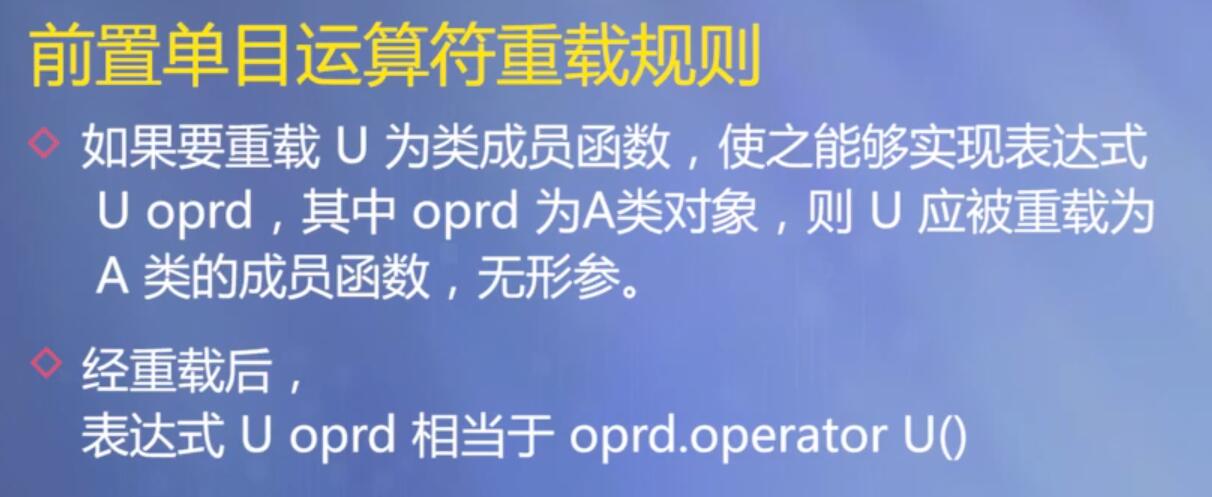 前置单目运算符重载规则
如果要重载 U 为类成员函数，使之能够实现表达式
U oprd，其中 oprd 为A类对象，则 U 应被重载为
A 类的成员函数，无形参。
经重载后，
表达式 U oprd 相当于 oprd.operator U()